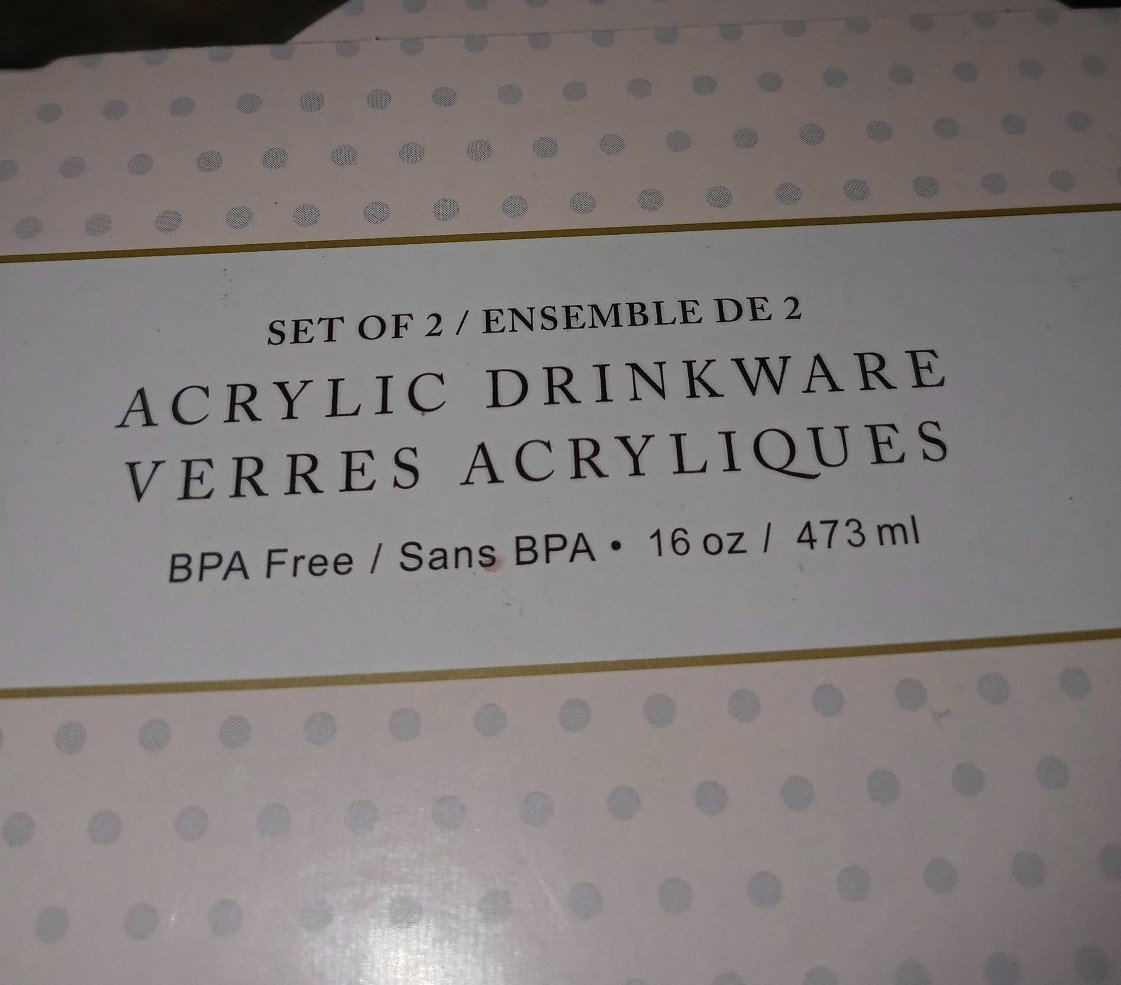 SET OF 2 / ENSEMBLE DE 2
ACRYLIC DRINKWARE
VERRES ACRYLIQUES
BPA Free / Sans BPA • 16 oz / 473 ml